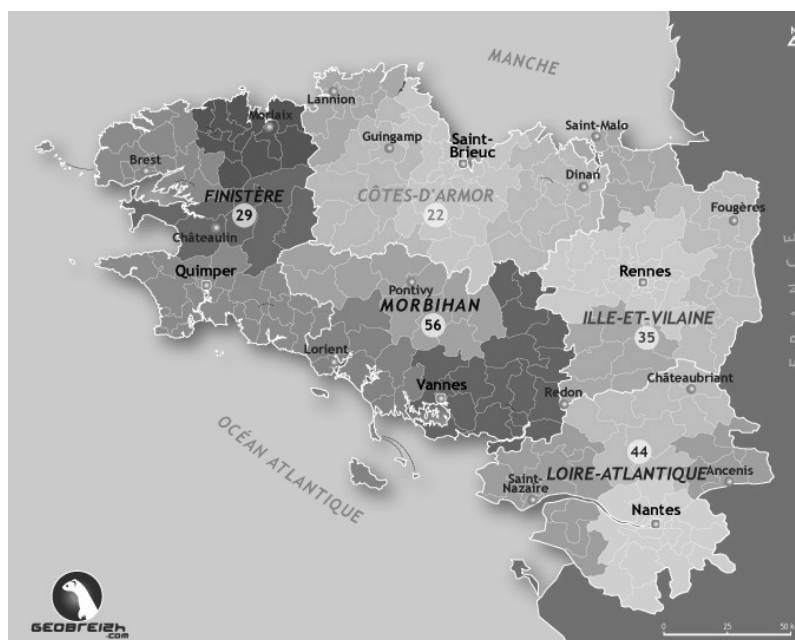 N
MANCHE
Lannion
Morlaix
Guingamp
Saint-
Brieuc
Saint-Malo
Brest
Dinan
FINISTÈRE
29
CÔTES-D'ARMOR
22
Fougères
Châteaulin
Quimper
Rennes
Pontivy
MORBIHAN
56
ILLE-ET-VILAINE
35
FRANCE
Lorient
Vannes
Redon
Châteaubriant
OCÉAN ATLANTIQUE
44
LOIRE-ATLANTIQUE
Ancenis
Saint-
Nazaire
Nantes
GEOBREIZH
.COM
0 25 50 k